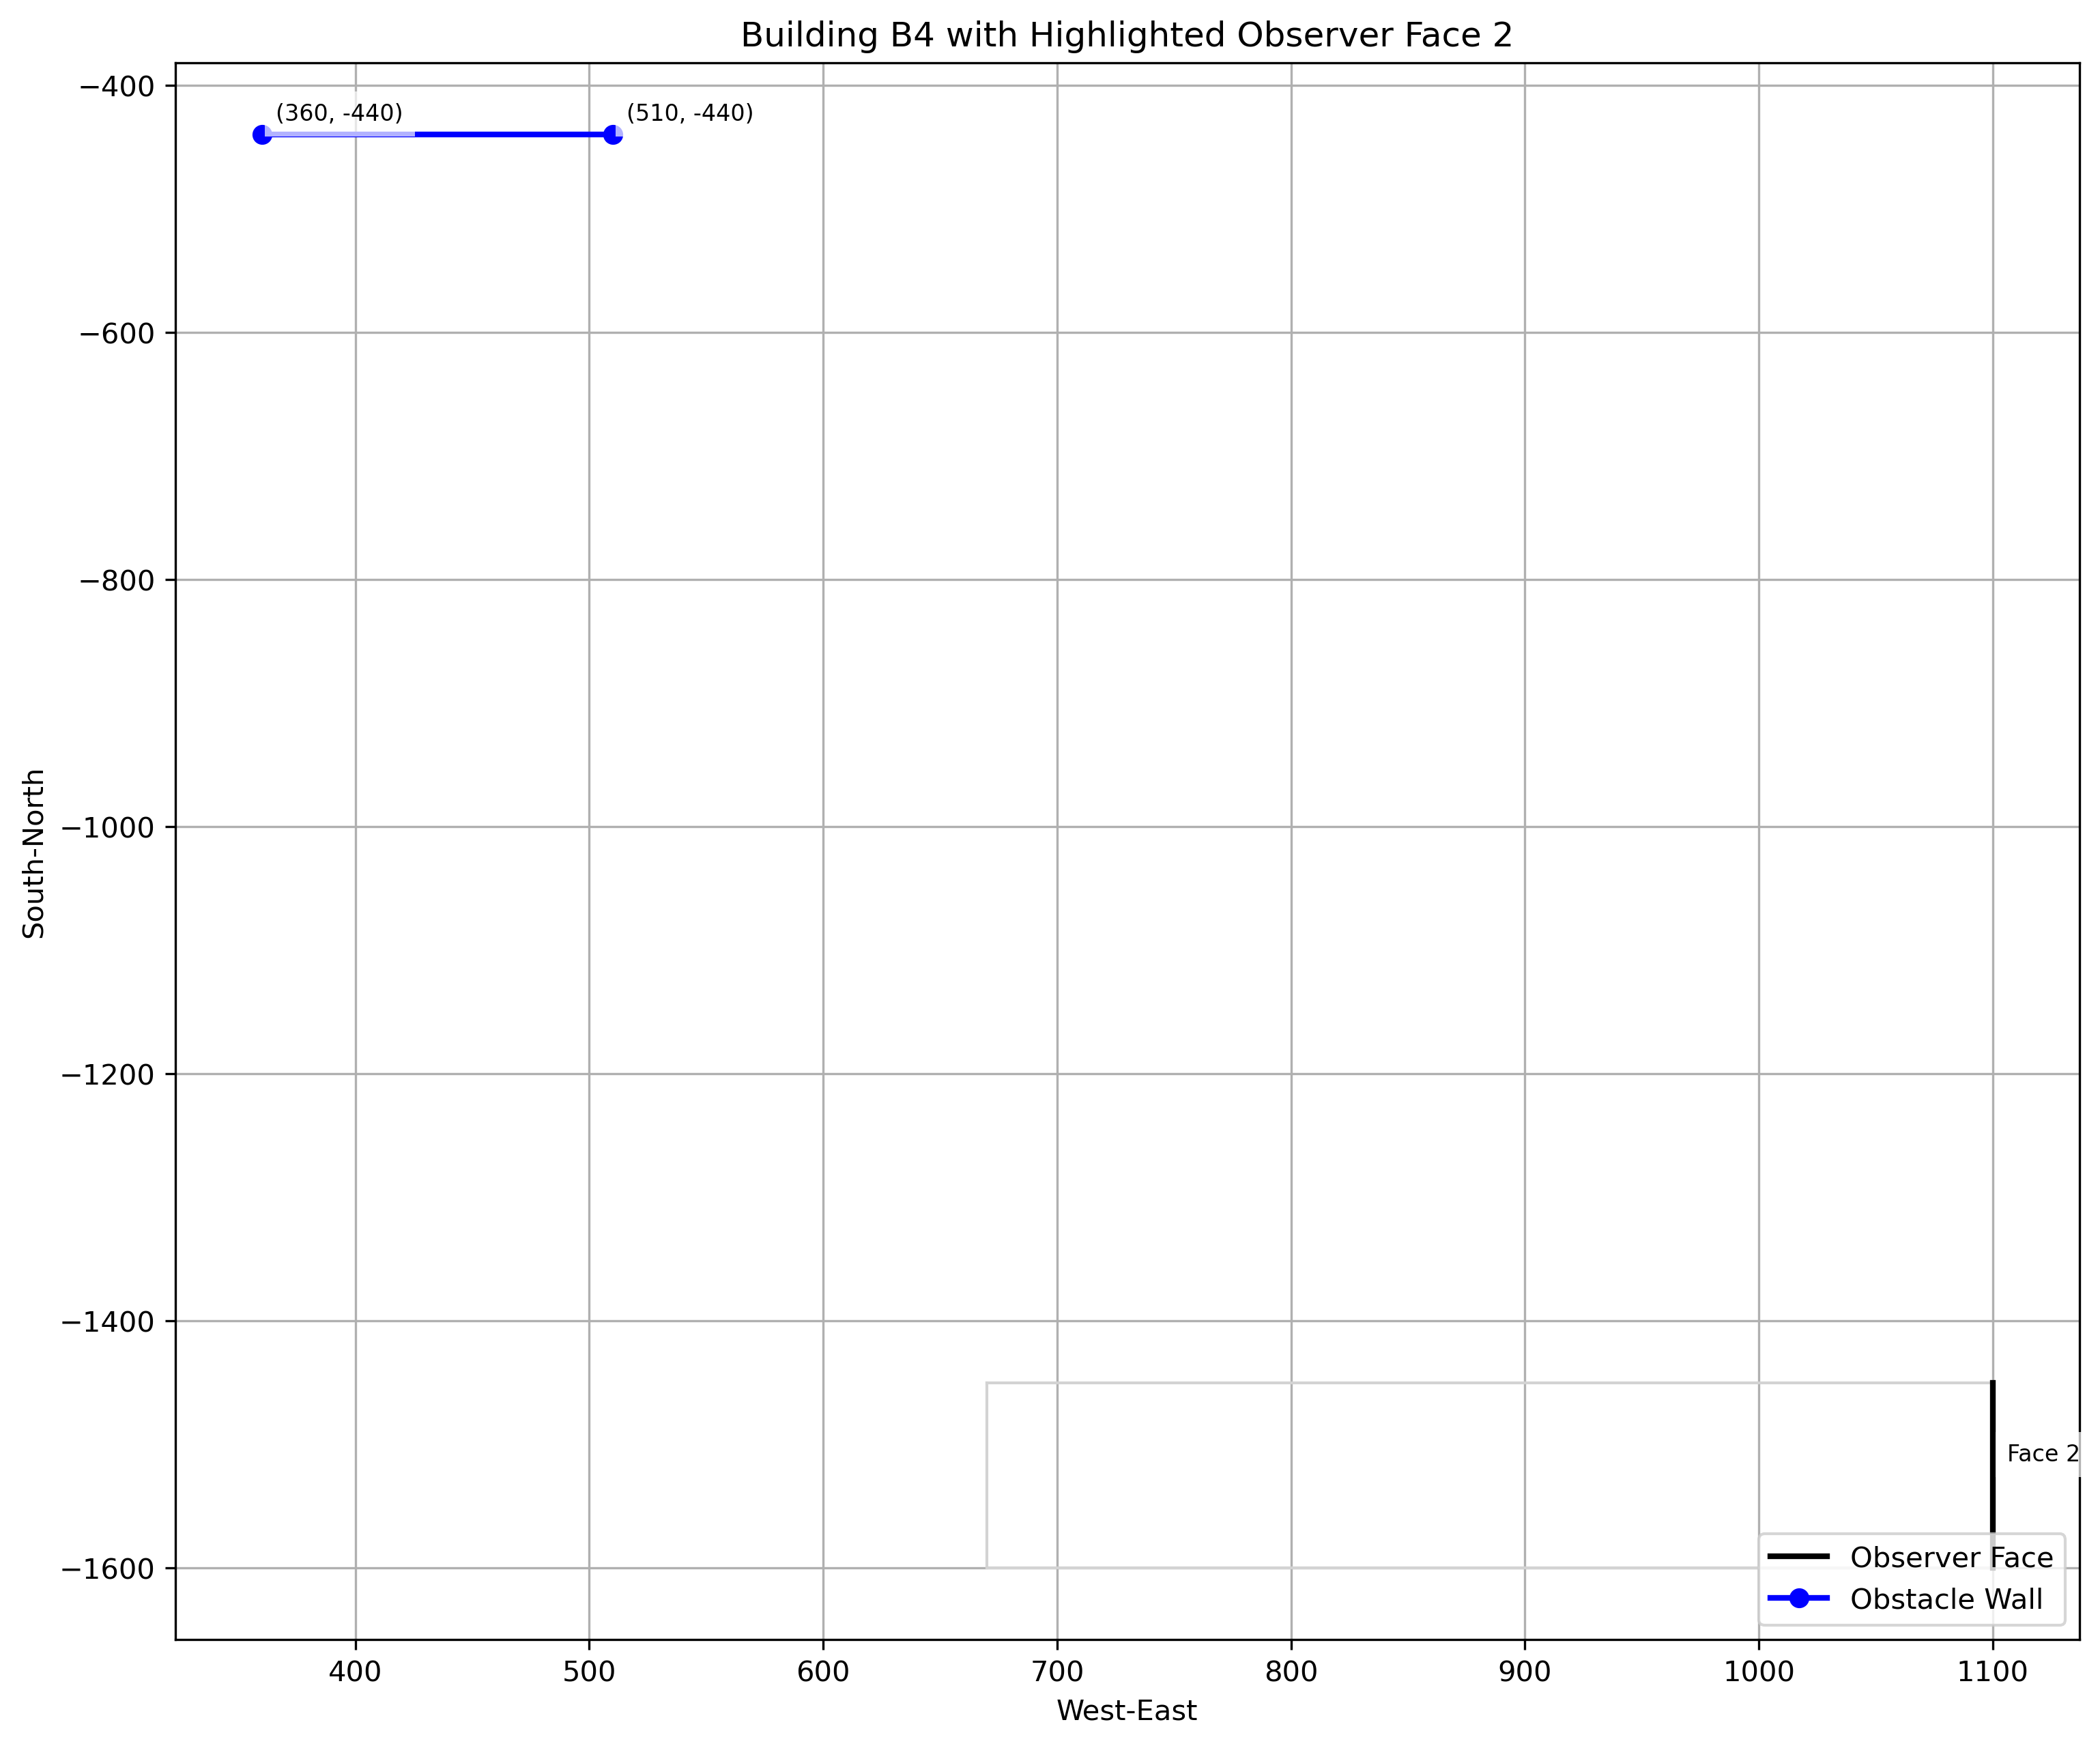 Building B4 with Highlighted Observer Face 2
−400
(360, -440)
(510, -440)
−600
−800
−1000
−1200
−1400
−1600
South-North
Face 2
Observer Face
Obstacle Wall
400
500
600
700
800
900
1000
1100
West-East